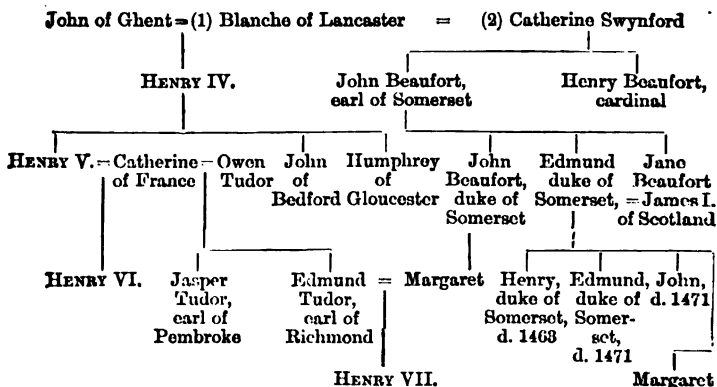 John of Ghent = (1) Blanche of Lancaster = (2) Catherine Swynford
HENRY IV.
John Beaufort,
earl of Somerset
Henry Beaufort,
cardinal
HENRY V. = Catherine
of France
= Owen
Tudor
John
of
Bedford
Humphrey
of
Gloucester
John
Beaufort,
duke of
Somerset
Edmund
duke of
Somerset,
Jane
Beaufort
= James I.
of Scotland
HENRY VI.
Jasper
Tudor,
earl of
Pembroke
Edmund
Tudor,
earl of
Richmond
= Margaret
Henry,
duke of
Somerset,
d. 1463
Edmund,
duke of
Somer-
set,
d. 1471
John,
d. 1471
HENRY VII.
Margaret